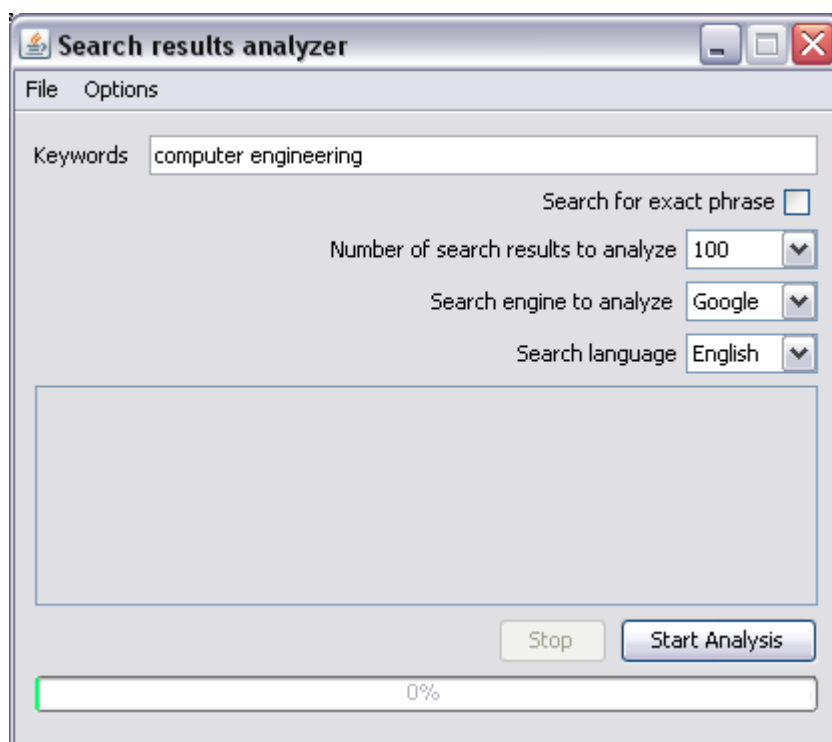 Search results analyzer
File Options
Keywords computer engineering
Search for exact phrase
Number of search results to analyze 100
Search engine to analyze Google
Search language English
Stop Start Analysis
0%